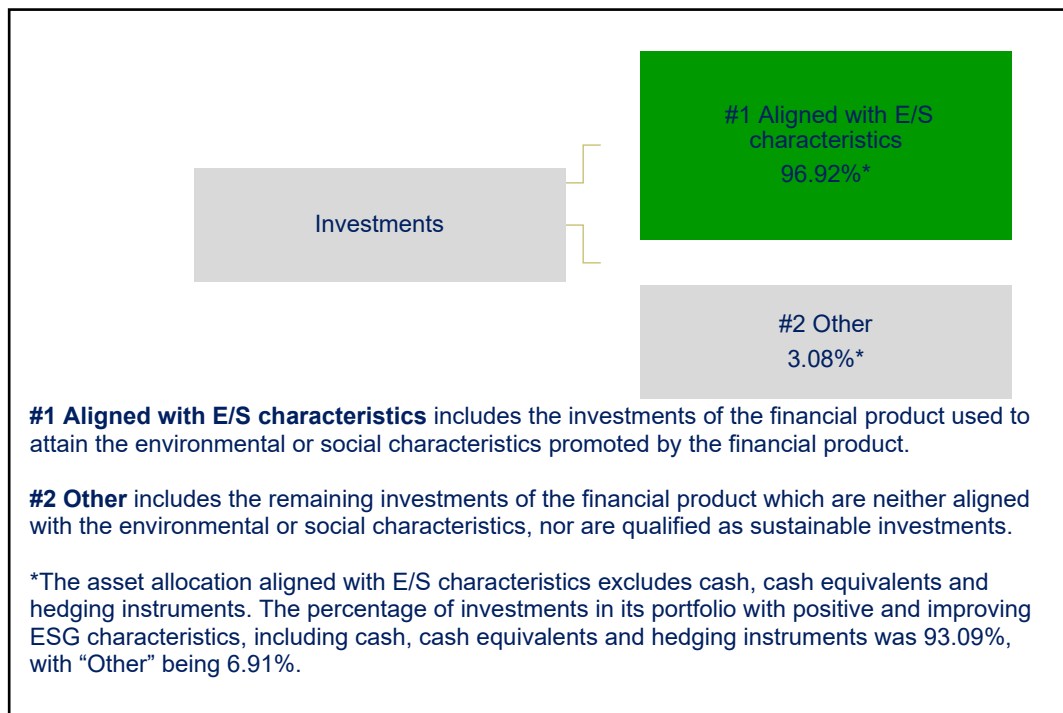 #1 Aligned with E/S
characteristics
96.92%*
Investments
#2 Other
3.08%*
#1 Aligned with E/S characteristics includes the investments of the financial product used to
attain the environmental or social characteristics promoted by the financial product.
#2 Other includes the remaining investments of the financial product which are neither aligned
with the environmental or social characteristics, nor are qualified as sustainable investments.
*The asset allocation aligned with E/S characteristics excludes cash, cash equivalents and
hedging instruments. The percentage of investments in its portfolio with positive and improving
ESG characteristics, including cash, cash equivalents and hedging instruments was 93.09%,
with “Other” being 6.91%.